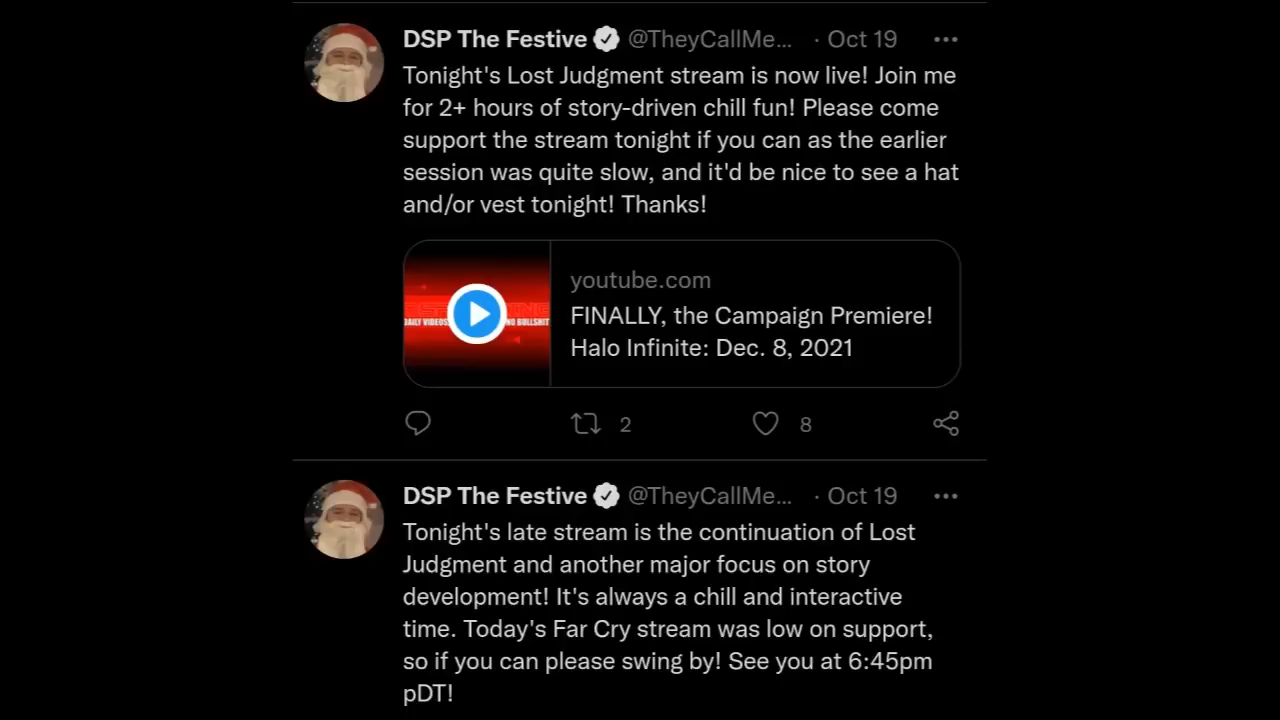 DSP The Festive @TheyCallMe... · Oct 19
Tonight's Lost Judgment stream is now live! Join me
for 2+ hours of story-driven chill fun! Please come
support the stream tonight if you can as the earlier
session was quite slow, and it'd be nice to see a hat
and/or vest tonight! Thanks!
youtube.com
DAILY VIDEOS NO BULLSHIT
FINALLY, the Campaign Premiere!
Halo Infinite: Dec. 8, 2021
2 8
DSP The Festive @TheyCallMe... · Oct 19
Tonight's late stream is the continuation of Lost
Judgment and another major focus on story
development! It's always a chill and interactive
time. Today's Far Cry stream was low on support,
so if you can please swing by! See you at 6:45pm
pDT!